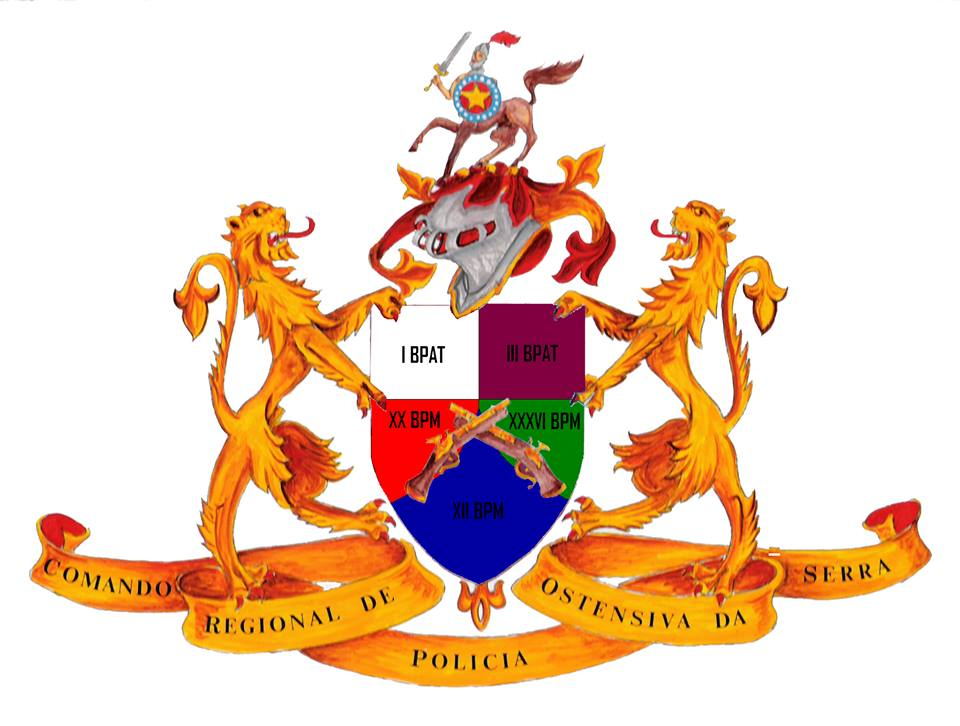 I BPAT
III BPAT
XX BPM
XXXVI BPM
XII BPM
COMANDO
REGIONAL DE
POLICIA
OSTENSIVA DA
SERRA